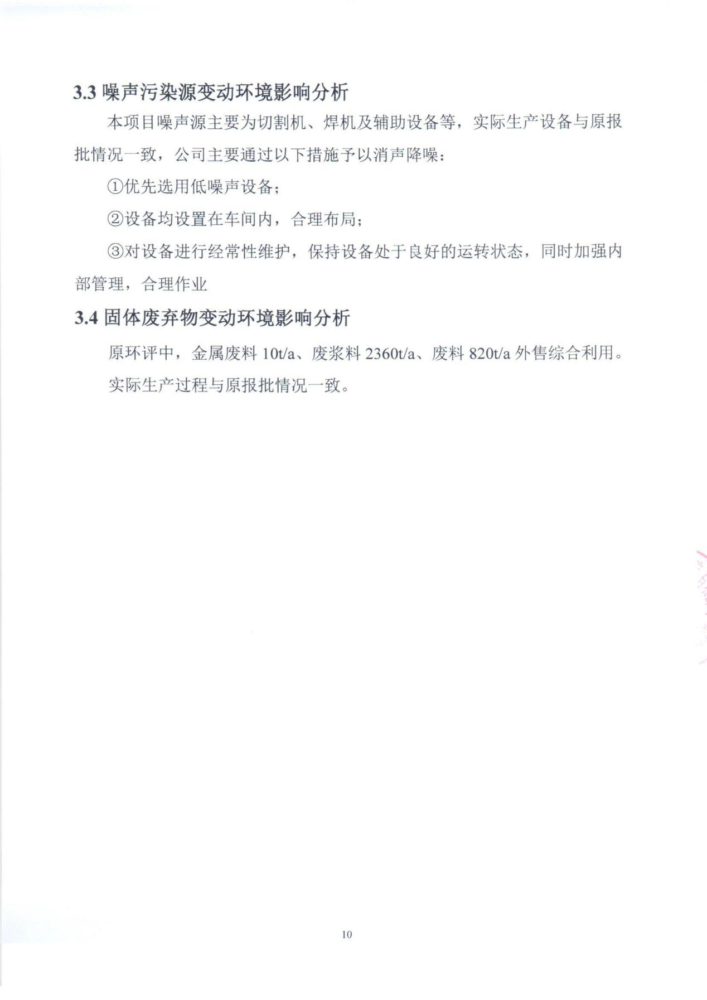 3.3 噪声污染源变动环境影响分析
本项目噪声源主要为切割机、焊机及辅助设备等，实际生产设备与原报
批情况一致，公司主要通过以下措施予以消声降噪：
①优先选用低噪声设备；
②设备均设置在车间内，合理布局；
③对设备进行经常性维护，保持设备处于良好的运转状态，同时加强内
部管理，合理作业
3.4 固体废弃物变动环境影响分析
原环评中，金属废料 10t/a、废浆料 2360t/a、废料 820t/a 外售综合利用。
实际生产过程与原报批情况一致。
10